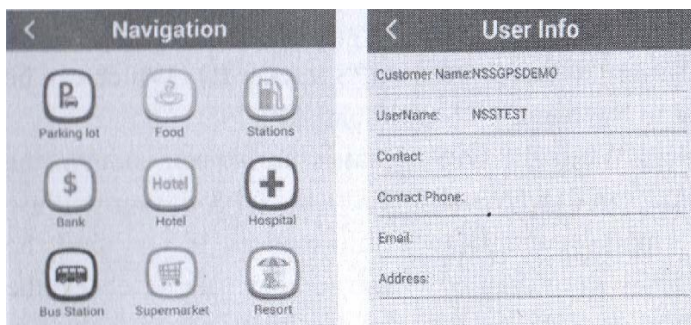 Navigation
P
Parking lot
Food
Stations
$
Bank
Hotel
Hotel
Hospital
Bus Station
Supermarket
Resort
User Info
Customer Name:NSSGPSDEMO
UserName: NSSTEST
Contact:
Contact Phone:
Email:
Address: